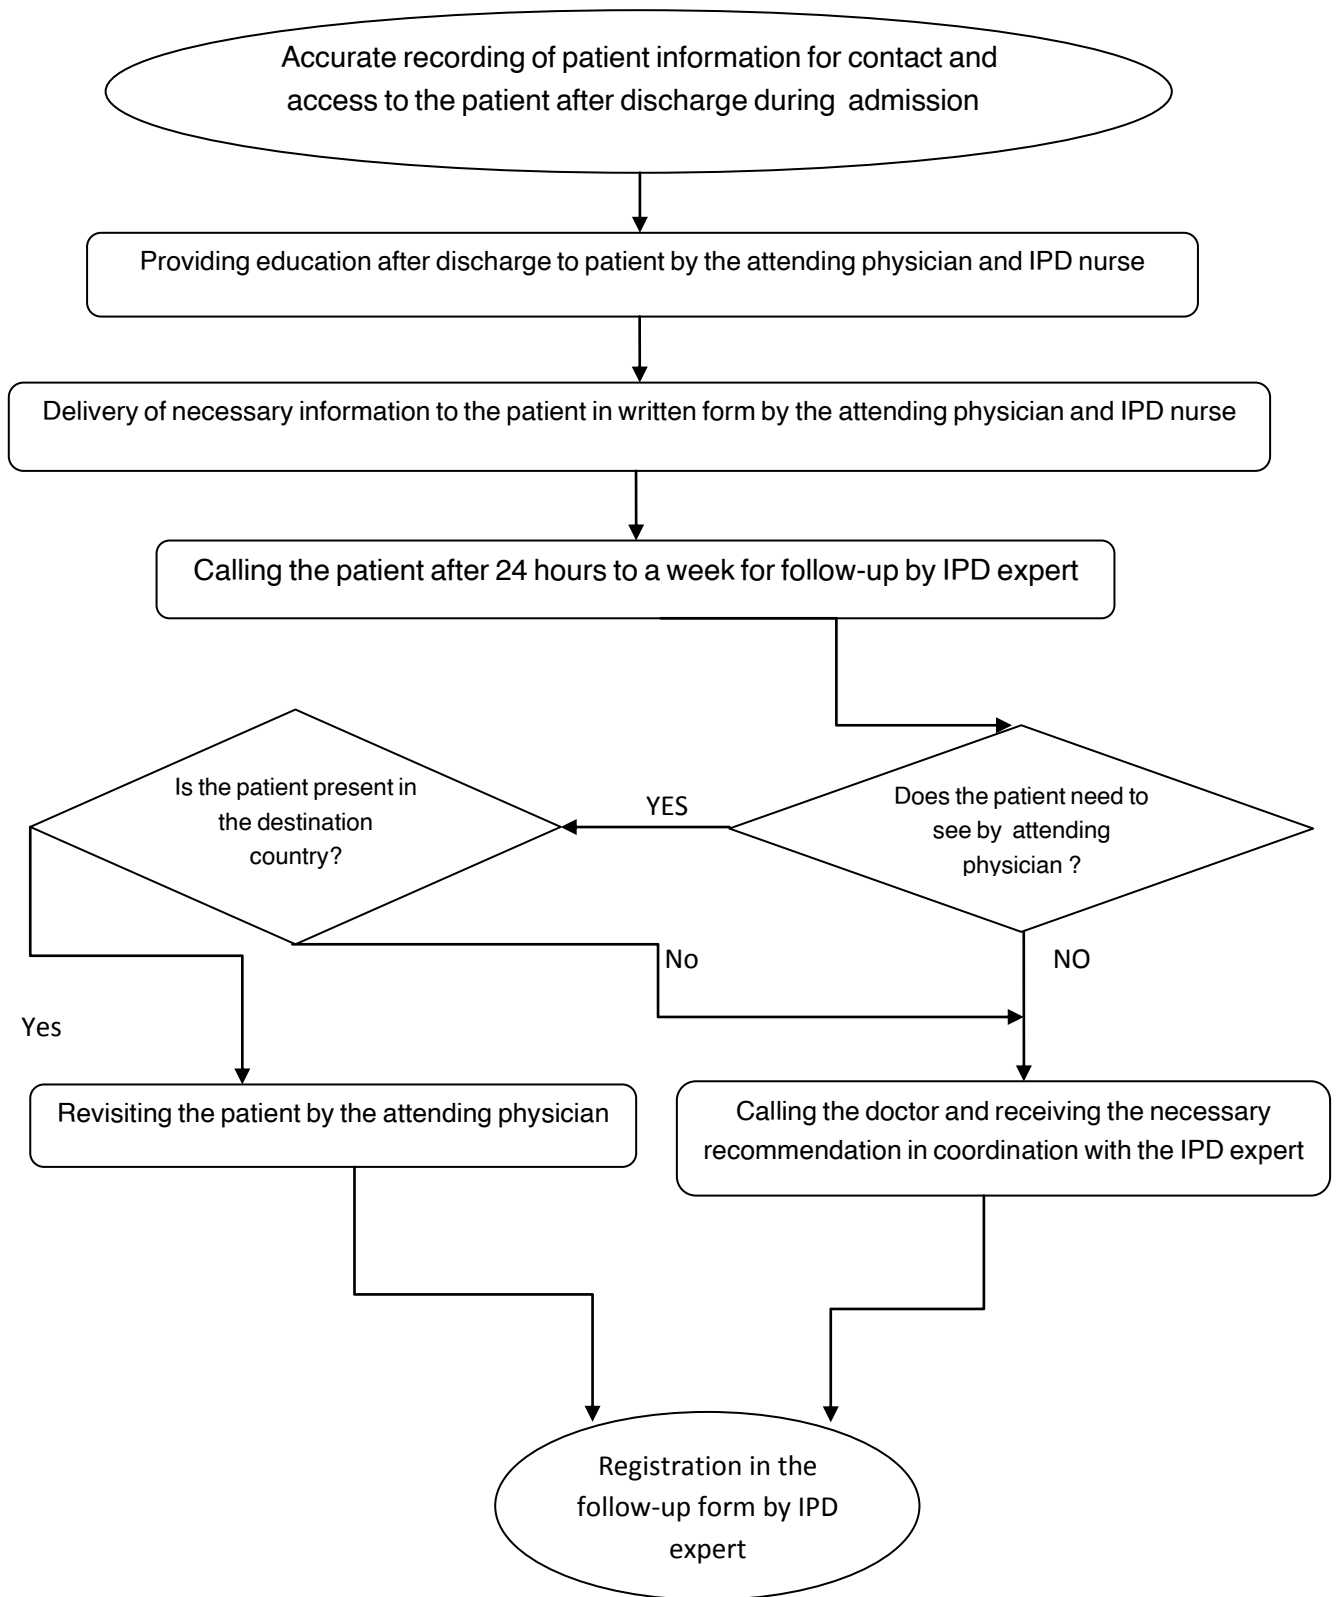 Accurate recording of patient information for contact and
access to the patient after discharge during admission
Providing education after discharge to patient by the attending physician and IPD nurse
Delivery of necessary information to the patient in written form by the attending physician and IPD nurse
Calling the patient after 24 hours to a week for follow-up by IPD expert
Is the patient present in
the destination
country?
YES
Does the patient need to
see by attending
physician ?
No
NO
Yes
Revisiting the patient by the attending physician
Calling the doctor and receiving the necessary
recommendation in coordination with the IPD expert
Registration in the
follow-up form by IPD
expert